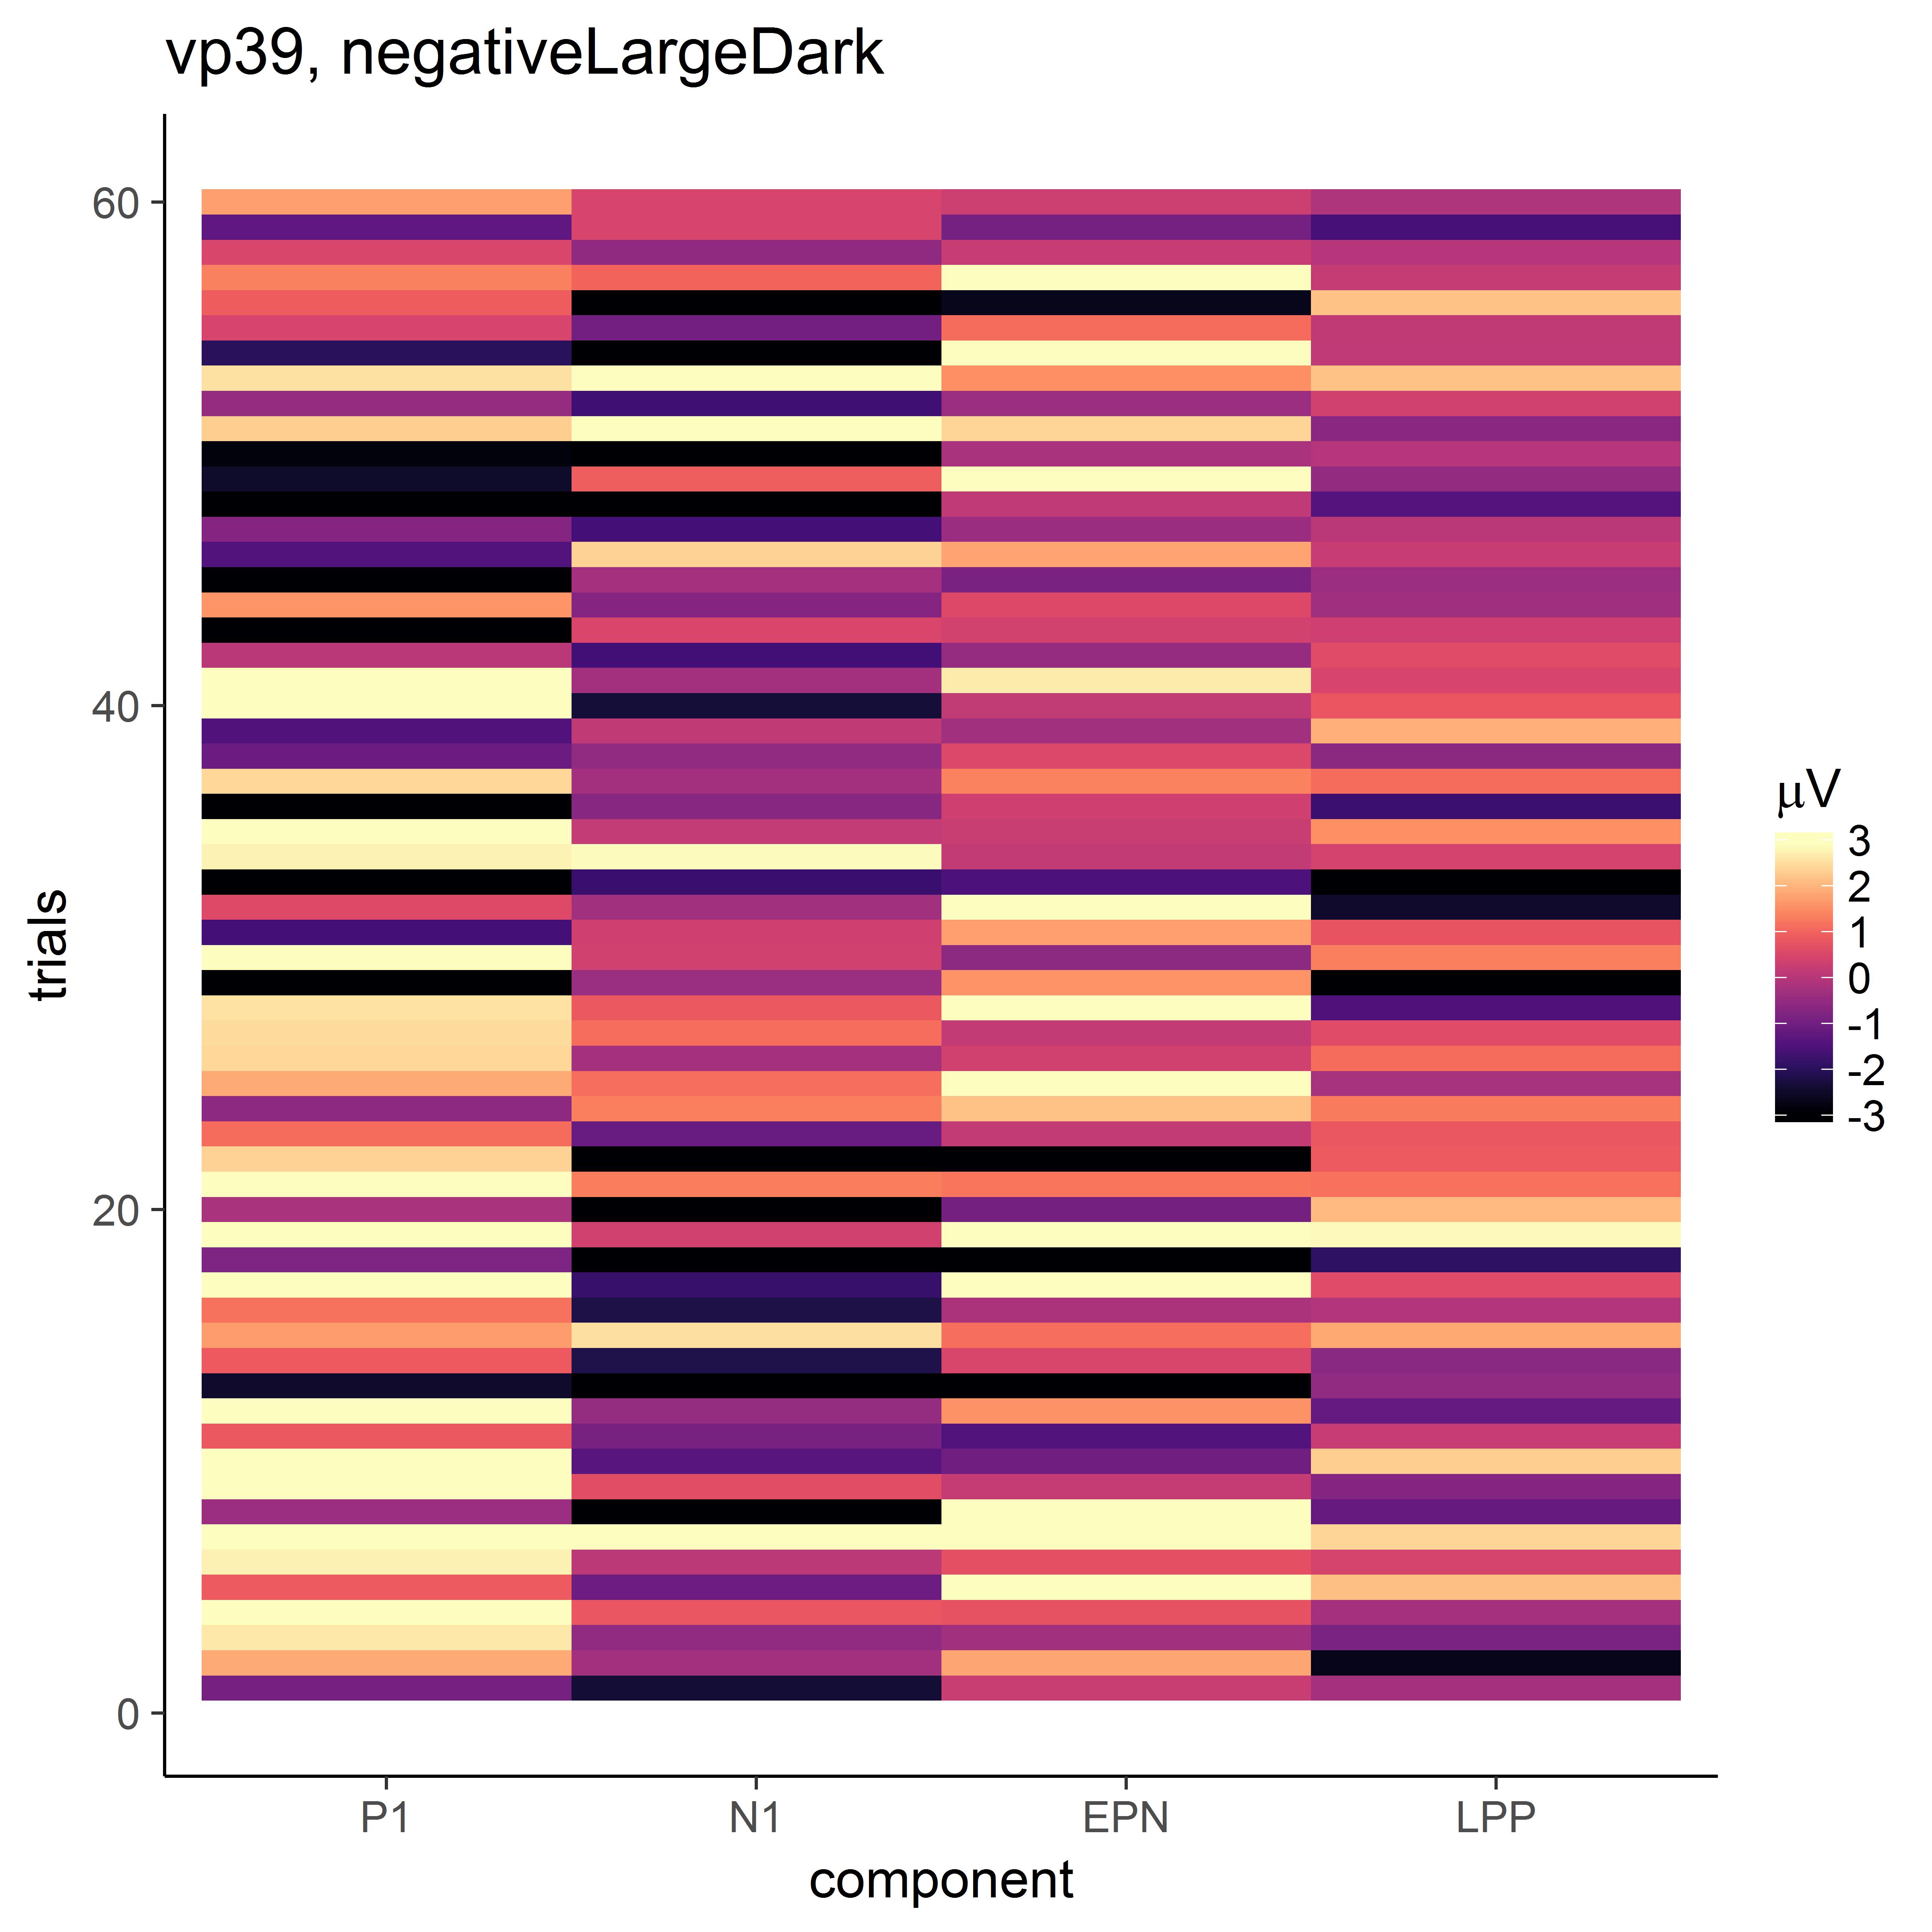 vp39, negativeLargeDark
60
40
20
0
trials
P1 N1 EPN LPP
component
µV
3
2
1
0
-1
-2
-3